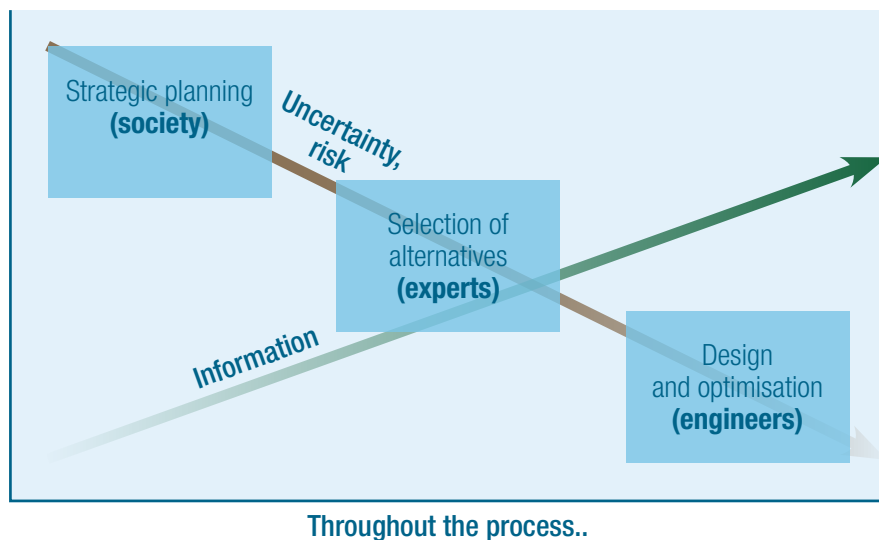 Strategic planning
(society)
Uncertainty,
risk
Selection of
alternatives
(experts)
Information
Design
and optimisation
(engineers)
Throughout the process..